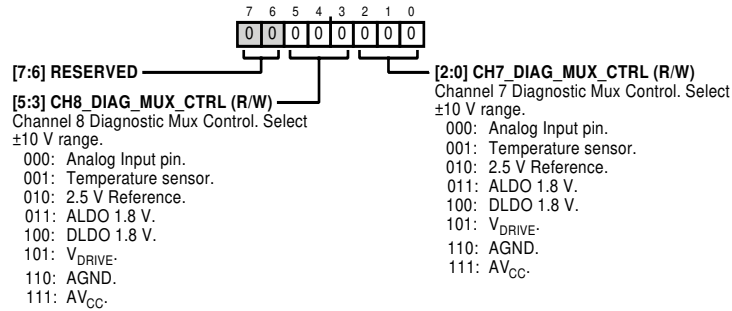 7 6 5 4 3 2 1 0
0 0 0 0 0 0 0 0
[7:6] RESERVED
[5:3] CH8_DIAG_MUX_CTRL (R/W)
Channel 8 Diagnostic Mux Control. Select
±10 V range.
000: Analog Input pin.
001: Temperature sensor.
010: 2.5 V Reference.
011: ALDO 1.8 V.
100: DLDO 1.8 V.
101: VDRIVE.
110: AGND.
111: AVCC.
[2:0] CH7_DIAG_MUX_CTRL (R/W)
Channel 7 Diagnostic Mux Control. Select
±10 V range.
000: Analog Input pin.
001: Temperature sensor.
010: 2.5 V Reference.
011: ALDO 1.8 V.
100: DLDO 1.8 V.
101: VDRIVE.
110: AGND.
111: AVCC.